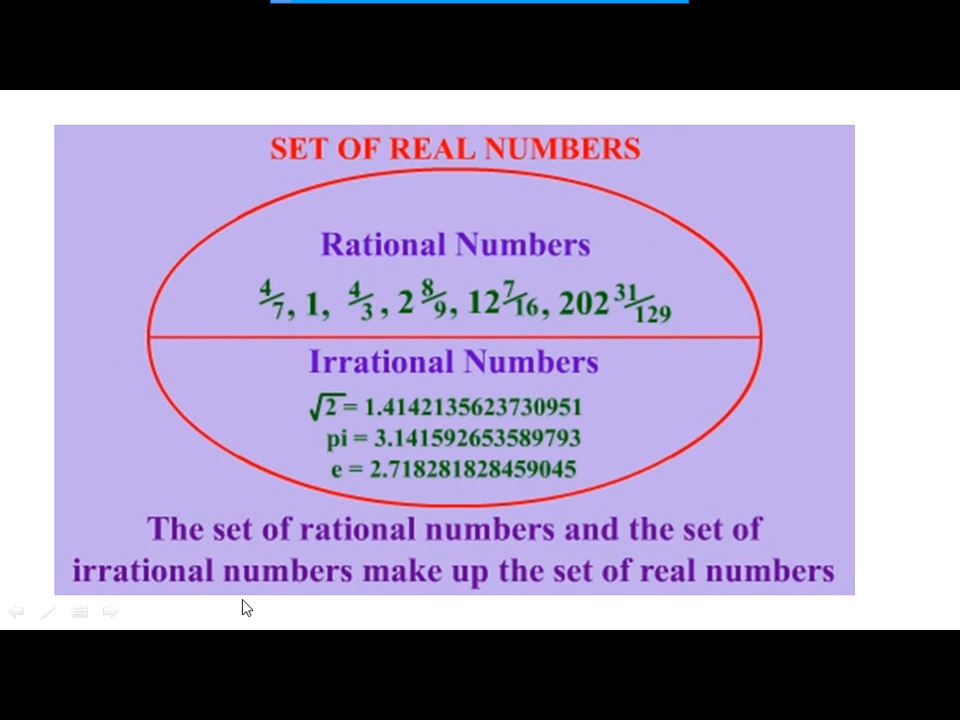 SET OF REAL NUMBERS
Rational Numbers
4/7, 1, 4/3, 2 8/9, 12 7/16, 202 31/129
Irrational Numbers
√2 = 1.4142135623730951
pi = 3.141592653589793
e = 2.718281828459045
The set of rational numbers and the set of
irrational numbers make up the set of real numbers